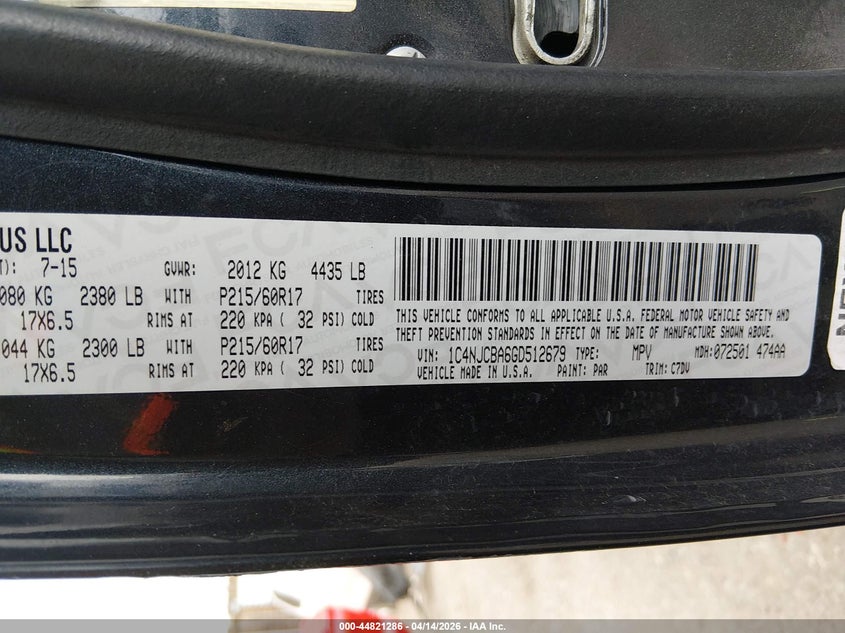 US LLC
T): 7-15 GVWR: 2012 KG 4435 LB
080 KG 2380 LB WITH P215/60R17 TIRES
17X6.5 RIMS AT 220 KPA ( 32 PSI) COLD
044 KG 2300 LB WITH P215/60R17 TIRES
17X6.5 RIMS AT 220 KPA ( 32 PSI) COLD
THIS VEHICLE CONFORMS TO ALL APPLICABLE U.S.A. FEDERAL MOTOR VEHICLE SAFETY AND
THEFT PREVENTION STANDARDS IN EFFECT ON THE DATE OF MANUFACTURE SHOWN ABOVE.
VIN: 1C4NJCBA6GD512679 TYPE: MPV MDH:072501 474AA
VEHICLE MADE IN U.S.A. PAINT: PAR TRIM: C7DV
000-44821286 - 04/14/2026 - IAA Inc.